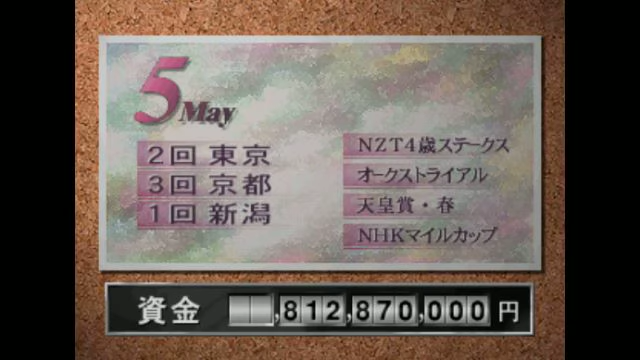 5 May
2回 東京
3回 京都
1回 新潟
NZT4歳ステークス
オークストライアル
天皇賞・春
NHKマイルカップ
資金 ,812,870,000 円